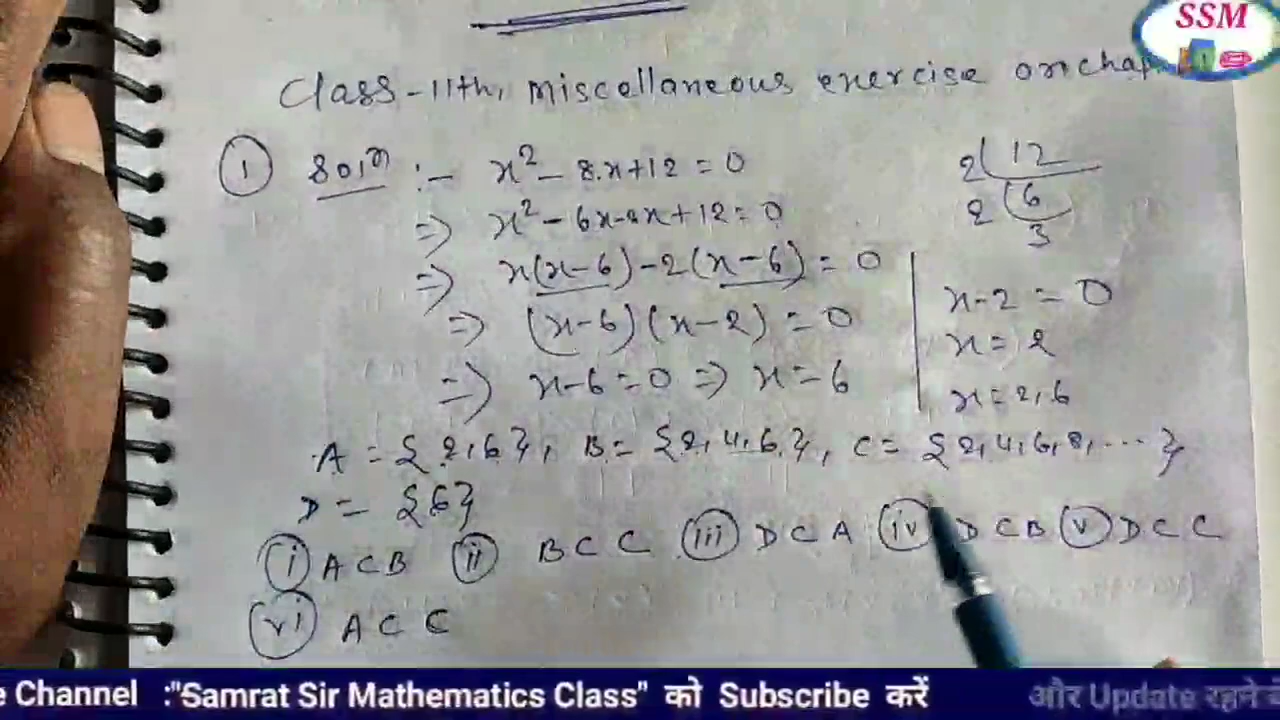 SSM
Class-11th, miscellaneous exercise on chap
① Solⁿ :- x² - 8x + 12 = 0
⇒ x² - 6x - 2x + 12 = 0
⇒ x(x-6) - 2(x-6) = 0
⇒ (x-6)(x-2) = 0
⇒ x-6 = 0 ⇒ x = 6
2 12
2 6
3
x-2 = 0
x = 2
x = 2, 6
A = {2, 6}, B = {2, 4, 6}, C = {2, 4, 6, 8, ....}
D = {6}
(i) A ⊂ B (ii) B ⊂ C (iii) D ⊂ A (iv) D ⊂ B (v) D ⊂ C
(vi) A ⊂ C
e Channel :"Samrat Sir Mathematics Class" को Subscribe करें और Update रहने के